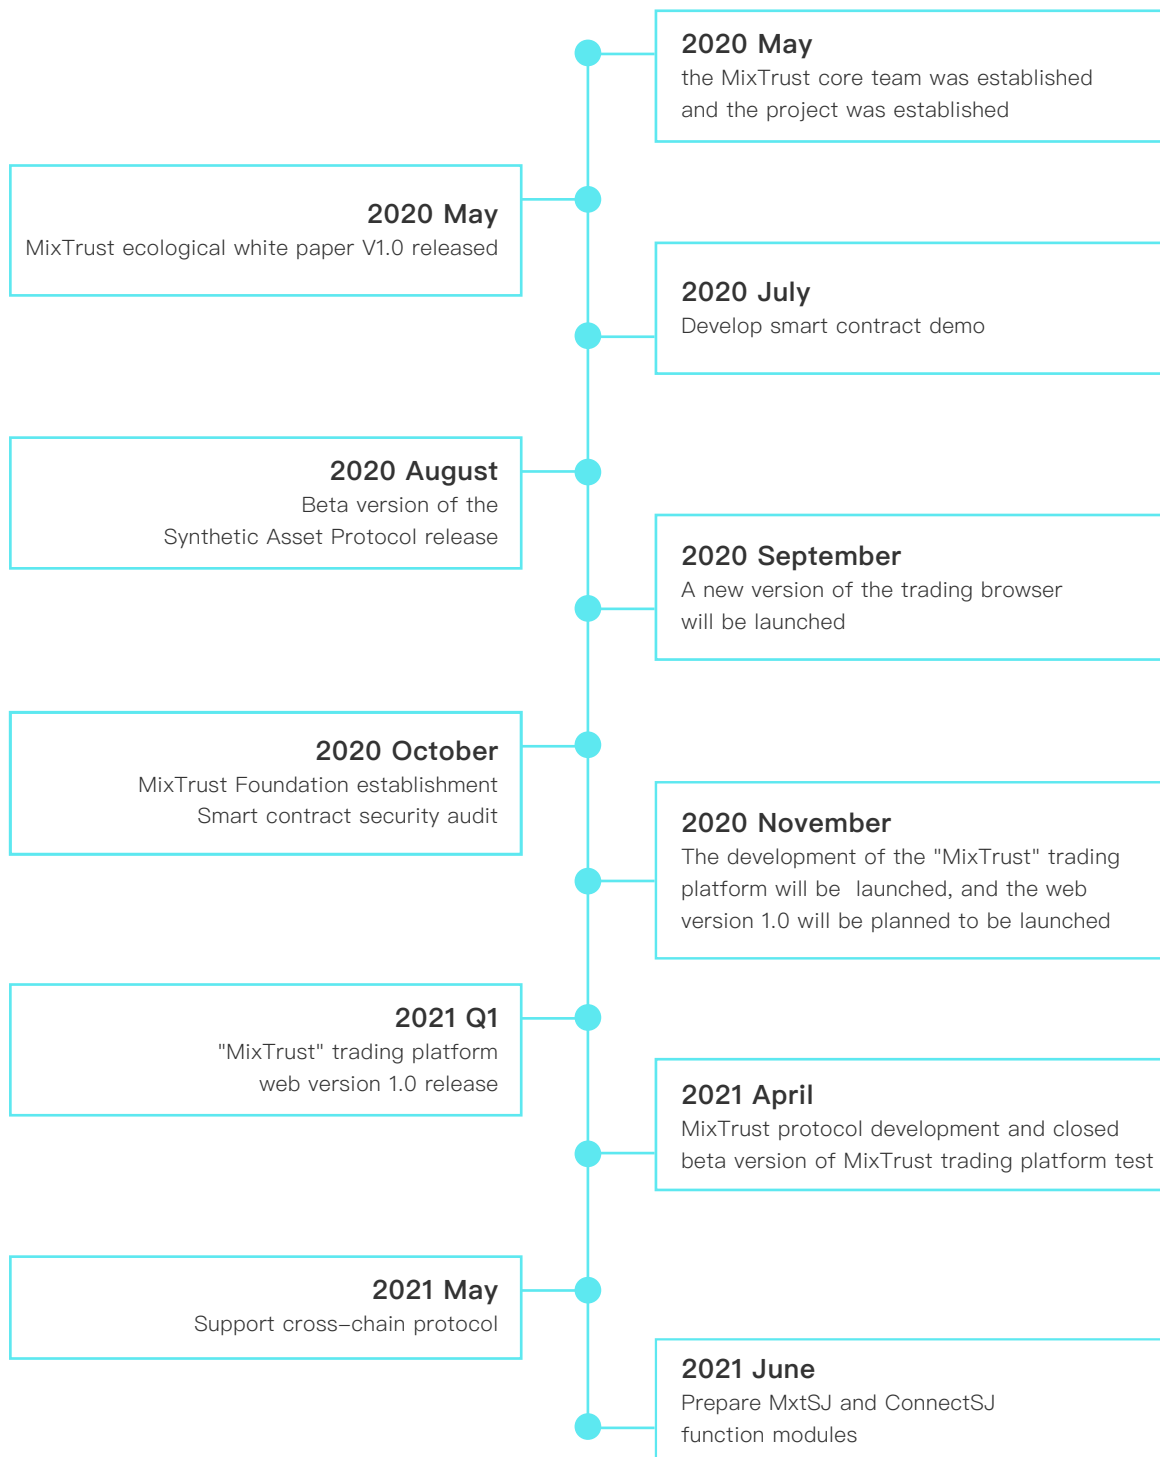 2020 May
the MixTrust core team was established
and the project was established
2020 May
MixTrust ecological white paper V1.0 released
2020 July
Develop smart contract demo
2020 August
Beta version of the
Synthetic Asset Protocol release
2020 September
A new version of the trading browser
will be launched
2020 October
MixTrust Foundation establishment
Smart contract security audit
2020 November
The development of the "MixTrust" trading
platform will be  launched, and the web
version 1.0 will be planned to be launched
2021 Q1
"MixTrust" trading platform
web version 1.0 release
2021 April
MixTrust protocol development and closed
beta version of MixTrust trading platform test
2021 May
Support cross–chain protocol
2021 June
Prepare MxtSJ and ConnectSJ
function modules